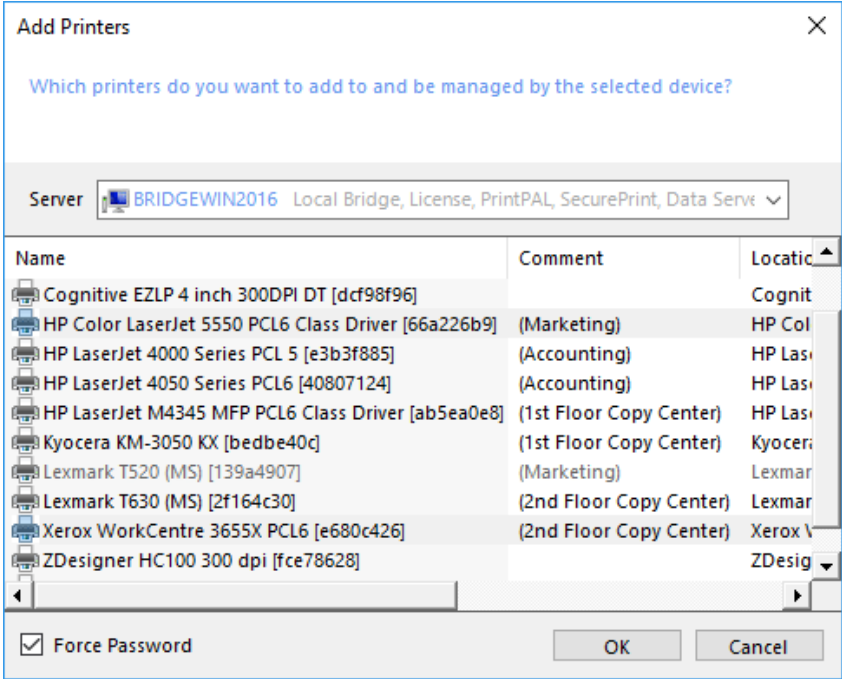 Add Printers
Which printers do you want to add to and be managed by the selected device?
Server BRIDGEWIN2016 Local Bridge, License, PrintPAL, SecurePrint, Data Serve
Name Comment Locatic
Cognitive EZLP 4 inch 300DPI DT [dcf98f96] Cognit
HP Color LaserJet 5550 PCL6 Class Driver [66a226b9] (Marketing) HP Col
HP LaserJet 4000 Series PCL 5 [e3b3f885] (Accounting) HP Lase
HP LaserJet 4050 Series PCL6 [40807124] (Accounting) HP Lase
HP LaserJet M4345 MFP PCL6 Class Driver [ab5ea0e8] (1st Floor Copy Center) HP Lase
Kyocera KM-3050 KX [bedbe40c] (1st Floor Copy Center) Kyocera
Lexmark T520 (MS) [139a4907] (Marketing) Lexmar
Lexmark T630 (MS) [2f164c30] (2nd Floor Copy Center) Lexmar
Xerox WorkCentre 3655X PCL6 [e680c426] (2nd Floor Copy Center) Xerox W
ZDesigner HC100 300 dpi [fce78628] ZDesig
Force Password OK Cancel